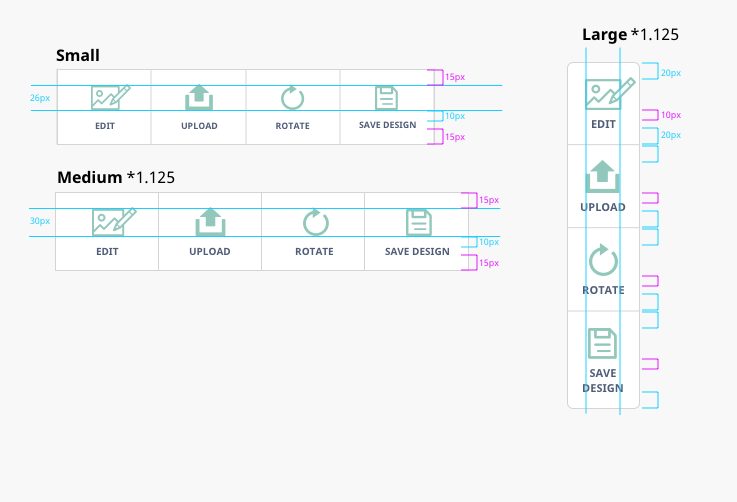 Small
15px
26px
10px
EDIT
UPLOAD
ROTATE
SAVE DESIGN
15px
Medium *1.125
15px
30px
10px
EDIT
UPLOAD
ROTATE
SAVE DESIGN
15px
Large *1.125
20px
10px
EDIT
20px
UPLOAD
ROTATE
SAVE
DESIGN